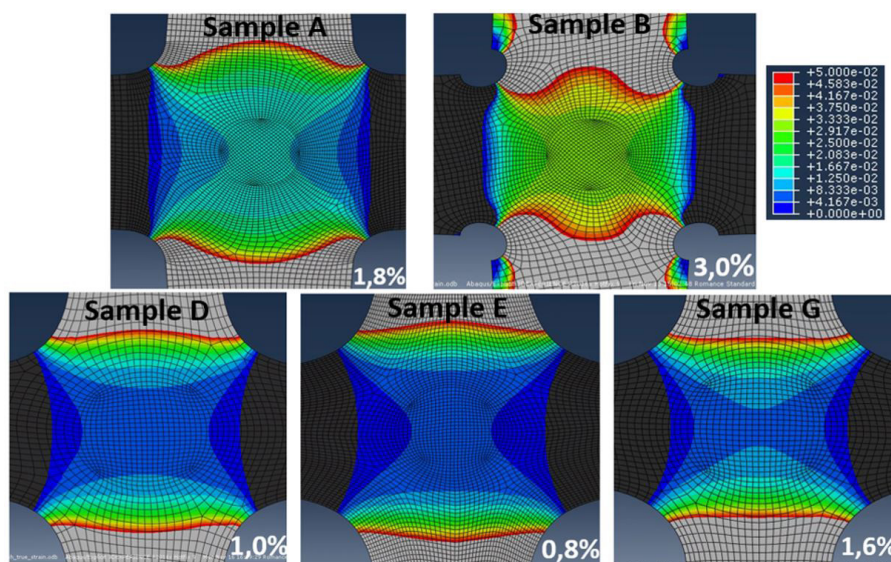 Sample A
Sample B
+5.000e-02
+4.583e-02
+4.167e-02
+3.750e-02
+3.333e-02
+2.917e-02
+2.500e-02
+2.083e-02
+1.667e-02
+1.250e-02
+8.333e-03
+4.167e-03
+0.000e+00
1,8%
3,0%
Sample D
Sample E
Sample G
1,0%
0,8%
1,6%